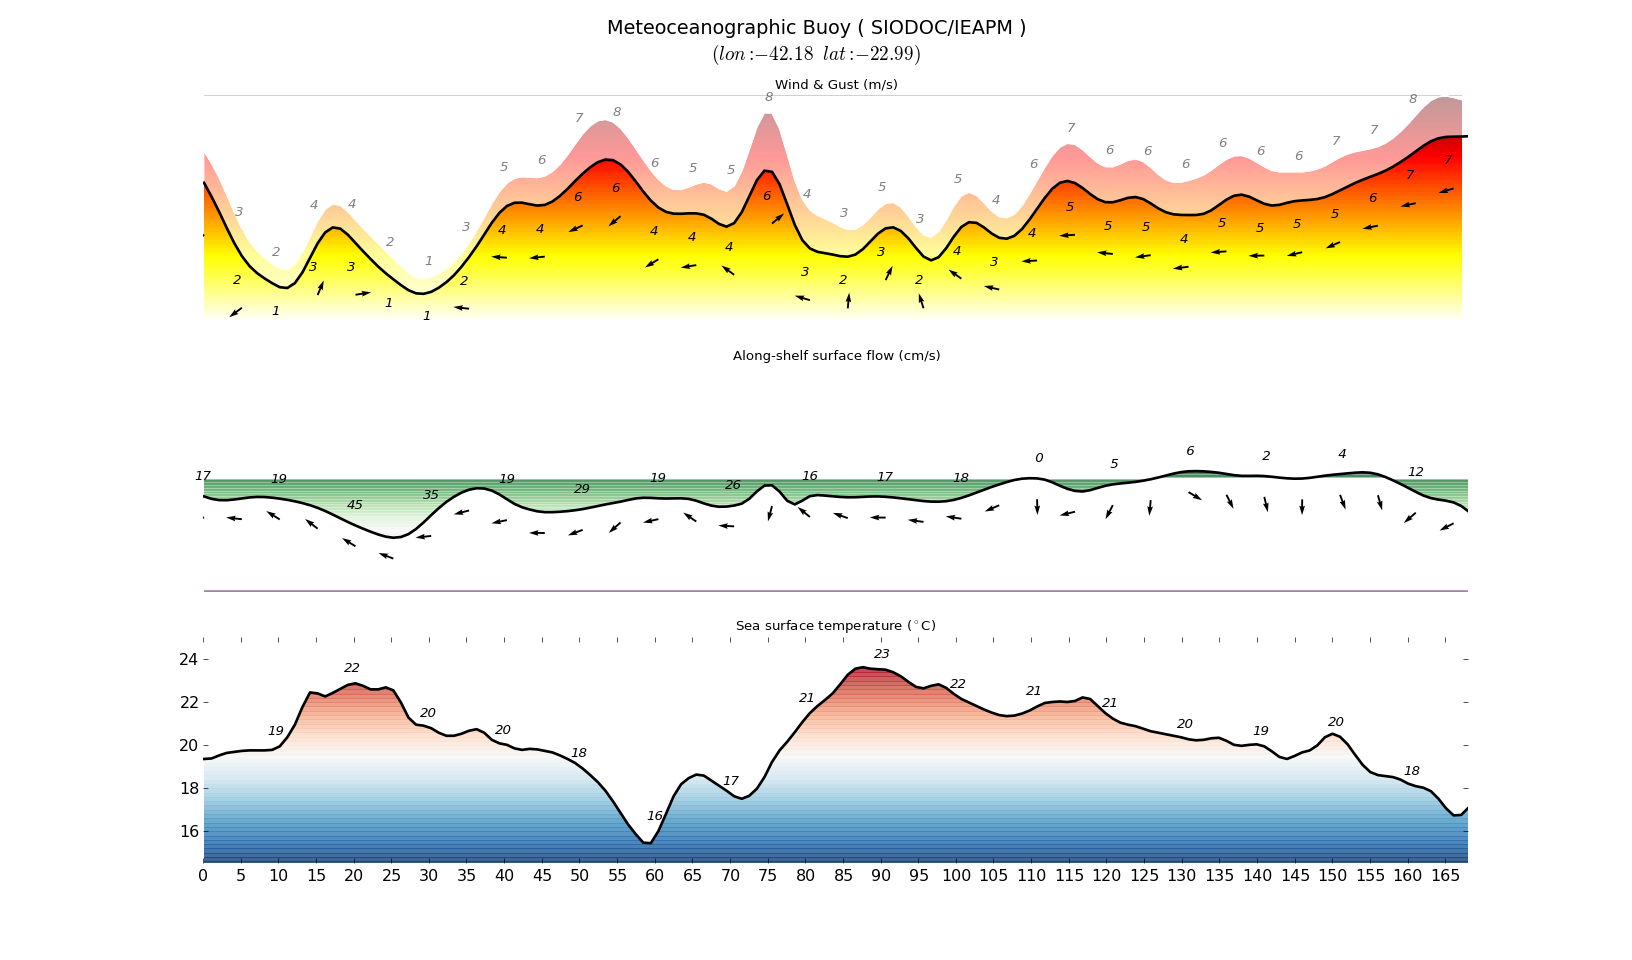 Meteoceanographic Buoy ( SIODOC/IEAPM )
(lon:−42.18 lat:−22.99)
Wind & Gust (m/s)
3 2 4 4 2 1 3 5 6 7 8 6 5 5 8 4 3 5 3 5 4 6 7 6 6 6 6 6 6 7 7 8
2 1 3 3 1 1 2 4 4 6 6 4 4 4 6 3 2 3 2 4 3 4 5 5 5 4 5 5 5 5 6 7 7
Along-shelf surface flow (cm/s)
17 19 45 35 19 29 19 26 16 17 18 0 5 6 2 4 12
Sea surface temperature (°C)
19 22 20 20 18 16 17 21 23 22 21 21 20 19 20 18
24
22
20
18
16
0 5 10 15 20 25 30 35 40 45 50 55 60 65 70 75 80 85 90 95 100 105 110 115 120 125 130 135 140 145 150 155 160 165